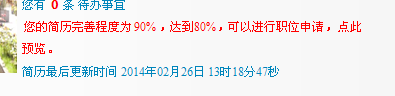 您有 0 条 待办事宜
您的简历完善程度为 90%，达到80%，可以进行职位申请，点此
预览。
简历最后更新时间 2014年02月26日 13时18分47秒